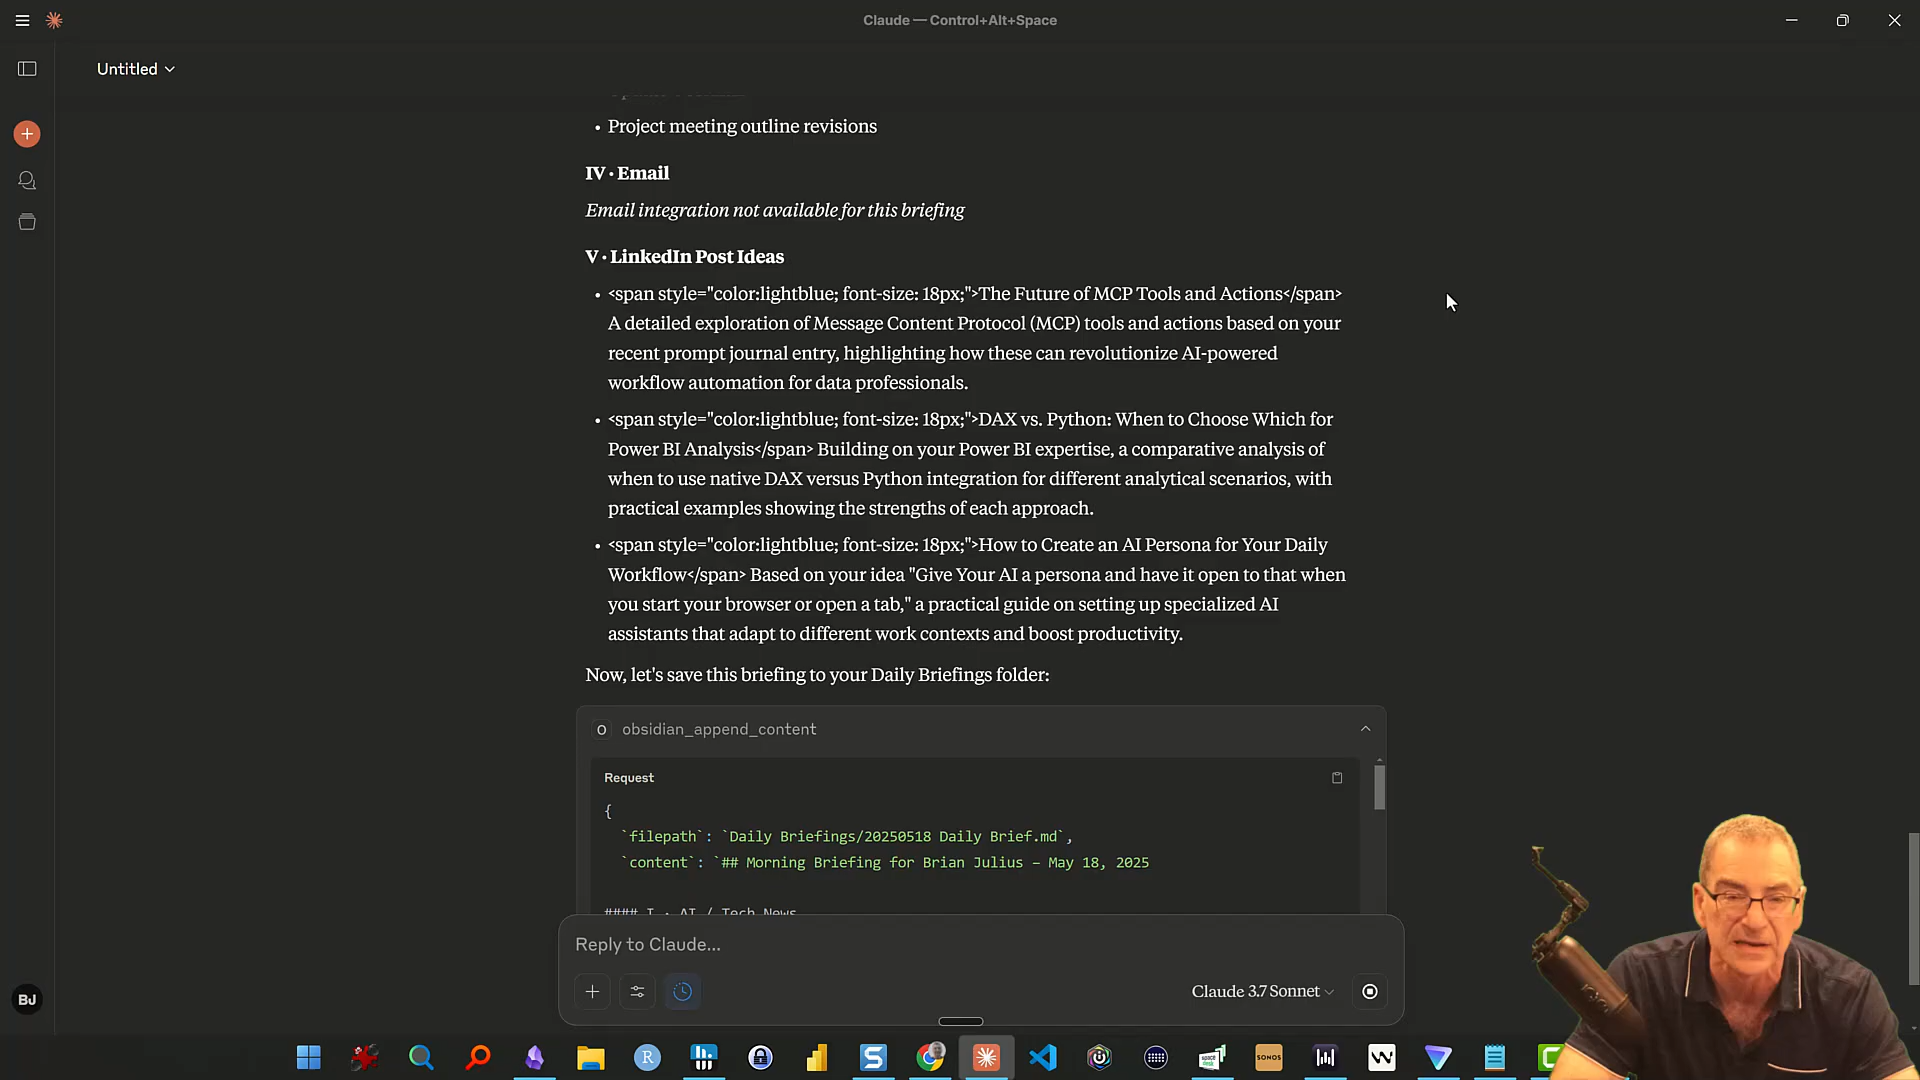 Claude — Control+Alt+Space
Untitled
• Project meeting outline revisions
IV · Email
Email integration not available for this briefing
V · LinkedIn Post Ideas
• <span style="color:lightblue; font-size: 18px;">The Future of MCP Tools and Actions</span>
A detailed exploration of Message Content Protocol (MCP) tools and actions based on your
recent prompt journal entry, highlighting how these can revolutionize AI-powered
workflow automation for data professionals.
• <span style="color:lightblue; font-size: 18px;">DAX vs. Python: When to Choose Which for
Power BI Analysis</span> Building on your Power BI expertise, a comparative analysis of
when to use native DAX versus Python integration for different analytical scenarios, with
practical examples showing the strengths of each approach.
• <span style="color:lightblue; font-size: 18px;">How to Create an AI Persona for Your Daily
Workflow</span> Based on your idea "Give Your AI a persona and have it open to that when
you start your browser or open a tab," a practical guide on setting up specialized AI
assistants that adapt to different work contexts and boost productivity.
Now, let's save this briefing to your Daily Briefings folder:
O obsidian_append_content
Request
{
`filepath`: `Daily Briefings/20250518 Daily Brief.md`,
`content`: `## Morning Briefing for Brian Julius – May 18, 2025
#### I · AI / Tech News
Reply to Claude...
Claude 3.7 Sonnet
BJ
R
S
SONOS
W